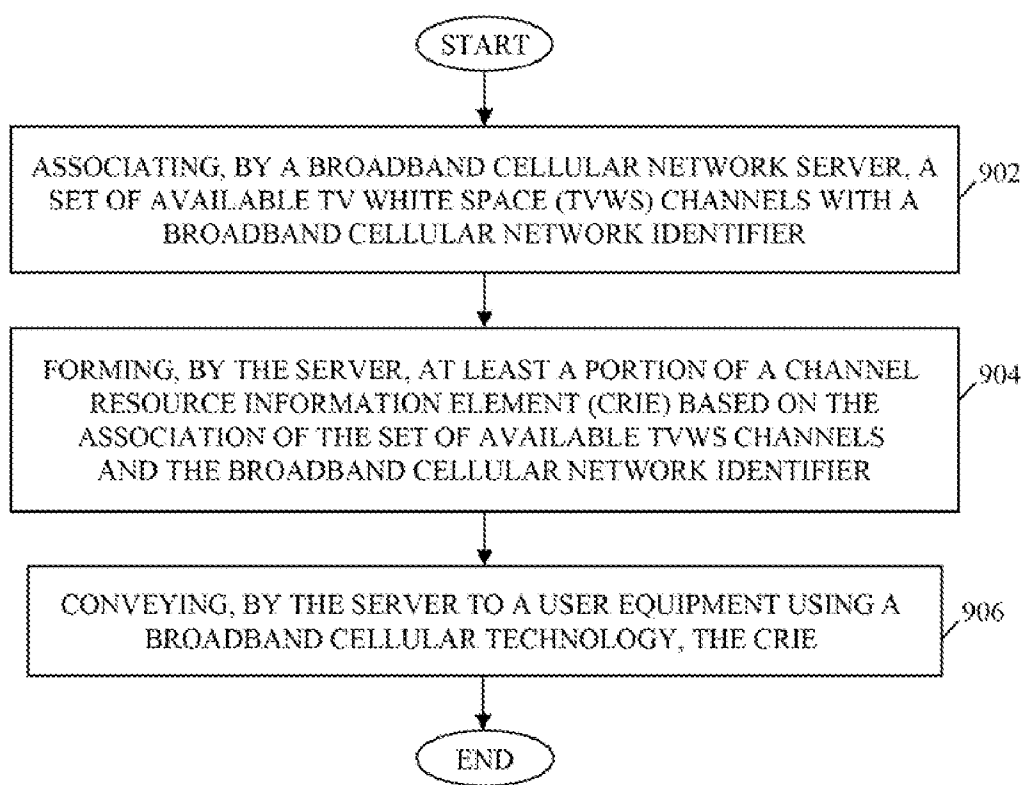 START
ASSOCIATING, BY A BROADBAND CELLULAR NETWORK SERVER, A
SET OF AVAILABLE TV WHITE SPACE (TVWS) CHANNELS WITH A
BROADBAND CELLULAR NETWORK IDENTIFIER
902
FORMING, BY THE SERVER, AT LEAST A PORTION OF A CHANNEL
RESOURCE INFORMATION ELEMENT (CRIE) BASED ON THE
ASSOCIATION OF THE SET OF AVAILABLE TVWS CHANNELS
AND THE BROADBAND CELLULAR NETWORK IDENTIFIER
904
CONVEYING, BY THE SERVER TO A USER EQUIPMENT USING A
BROADBAND CELLULAR TECHNOLOGY, THE CRIE
906
END